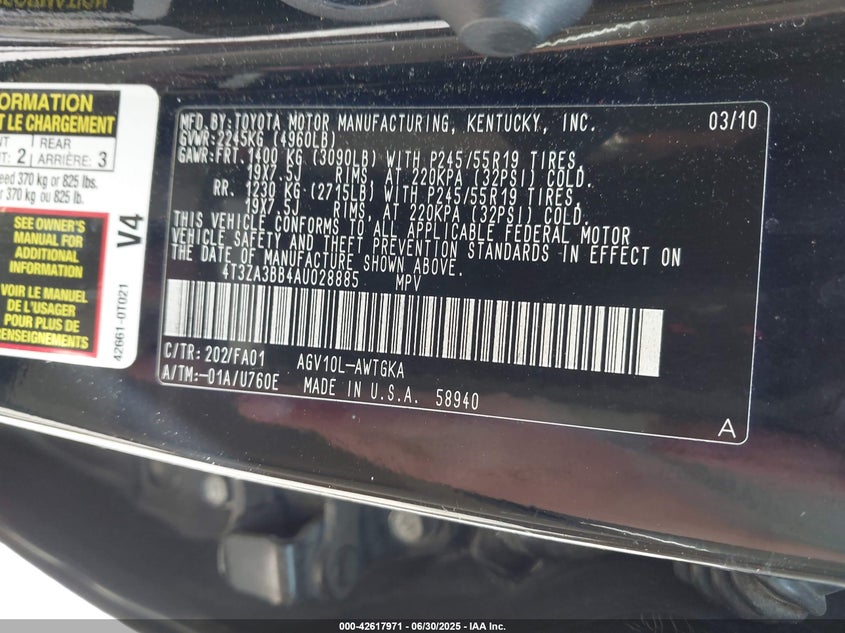 ORMATION
T LE CHARGEMENT
NT
REAR
T: 2
ARRIÈRE: 3
eed 370 kg or 825 lbs.
r 370 kg ou 825 lb.
SEE OWNER'S
MANUAL FOR
ADDITIONAL
INFORMATION
VOIR LE MANUEL
DE L'USAGER
POUR PLUS DE
RENSEIGNEMENTS
V4
42661-0T021
MFD. BY: TOYOTA MOTOR MANUFACTURING, KENTUCKY, INC. 03/10
GVWR: 2245KG (4960LB)
GAWR: FRT. 1400 KG (3090LB) WITH P245/55R19 TIRES,
19X7.5J RIMS, AT 220KPA (32PSI) COLD.
RR. 1230 KG (2715LB) WITH P245/55R19 TIRES,
19X7.5J RIMS, AT 220KPA (32PSI) COLD.
THIS VEHICLE CONFORMS TO ALL APPLICABLE FEDERAL MOTOR
VEHICLE SAFETY AND THEFT PREVENTION STANDARDS IN EFFECT ON
THE DATE OF MANUFACTURE SHOWN ABOVE.
4T3ZA3BB4AU028885 MPV
C/TR: 202/FA01 AGV10L-AWTGKA
A/TM: -01A/U760E MADE IN U.S.A. 58940
A
000-42617971 - 06/30/2025 - IAA Inc.